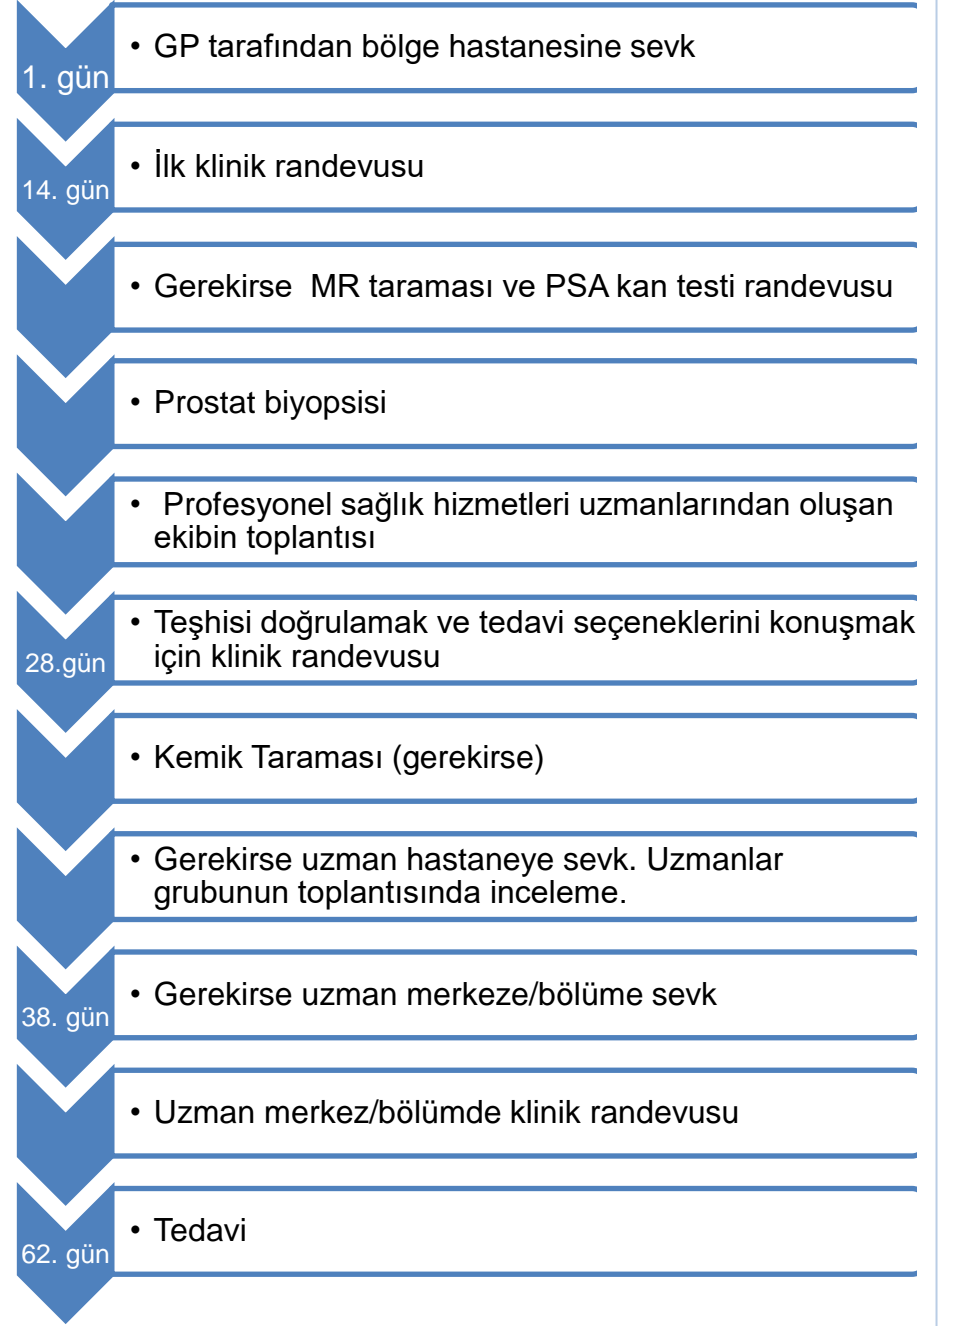 • GP tarafından bölge hastanesine sevk
1. gün
• İlk klinik randevusu
14. gün
• Gerekirse  MR taraması ve PSA kan testi randevusu
• Prostat biyopsisi
•  Profesyonel sağlık hizmetleri uzmanlarından oluşan
ekibin toplantısı
• Teşhisi doğrulamak ve tedavi seçeneklerini konuşmak
için klinik randevusu
28.gün
• Kemik Taraması (gerekirse)
• Gerekirse uzman hastaneye sevk. Uzmanlar
grubunun toplantısında inceleme.
• Gerekirse uzman merkeze/bölüme sevk
38. gün
• Uzman merkez/bölümde klinik randevusu
• Tedavi
62. gün